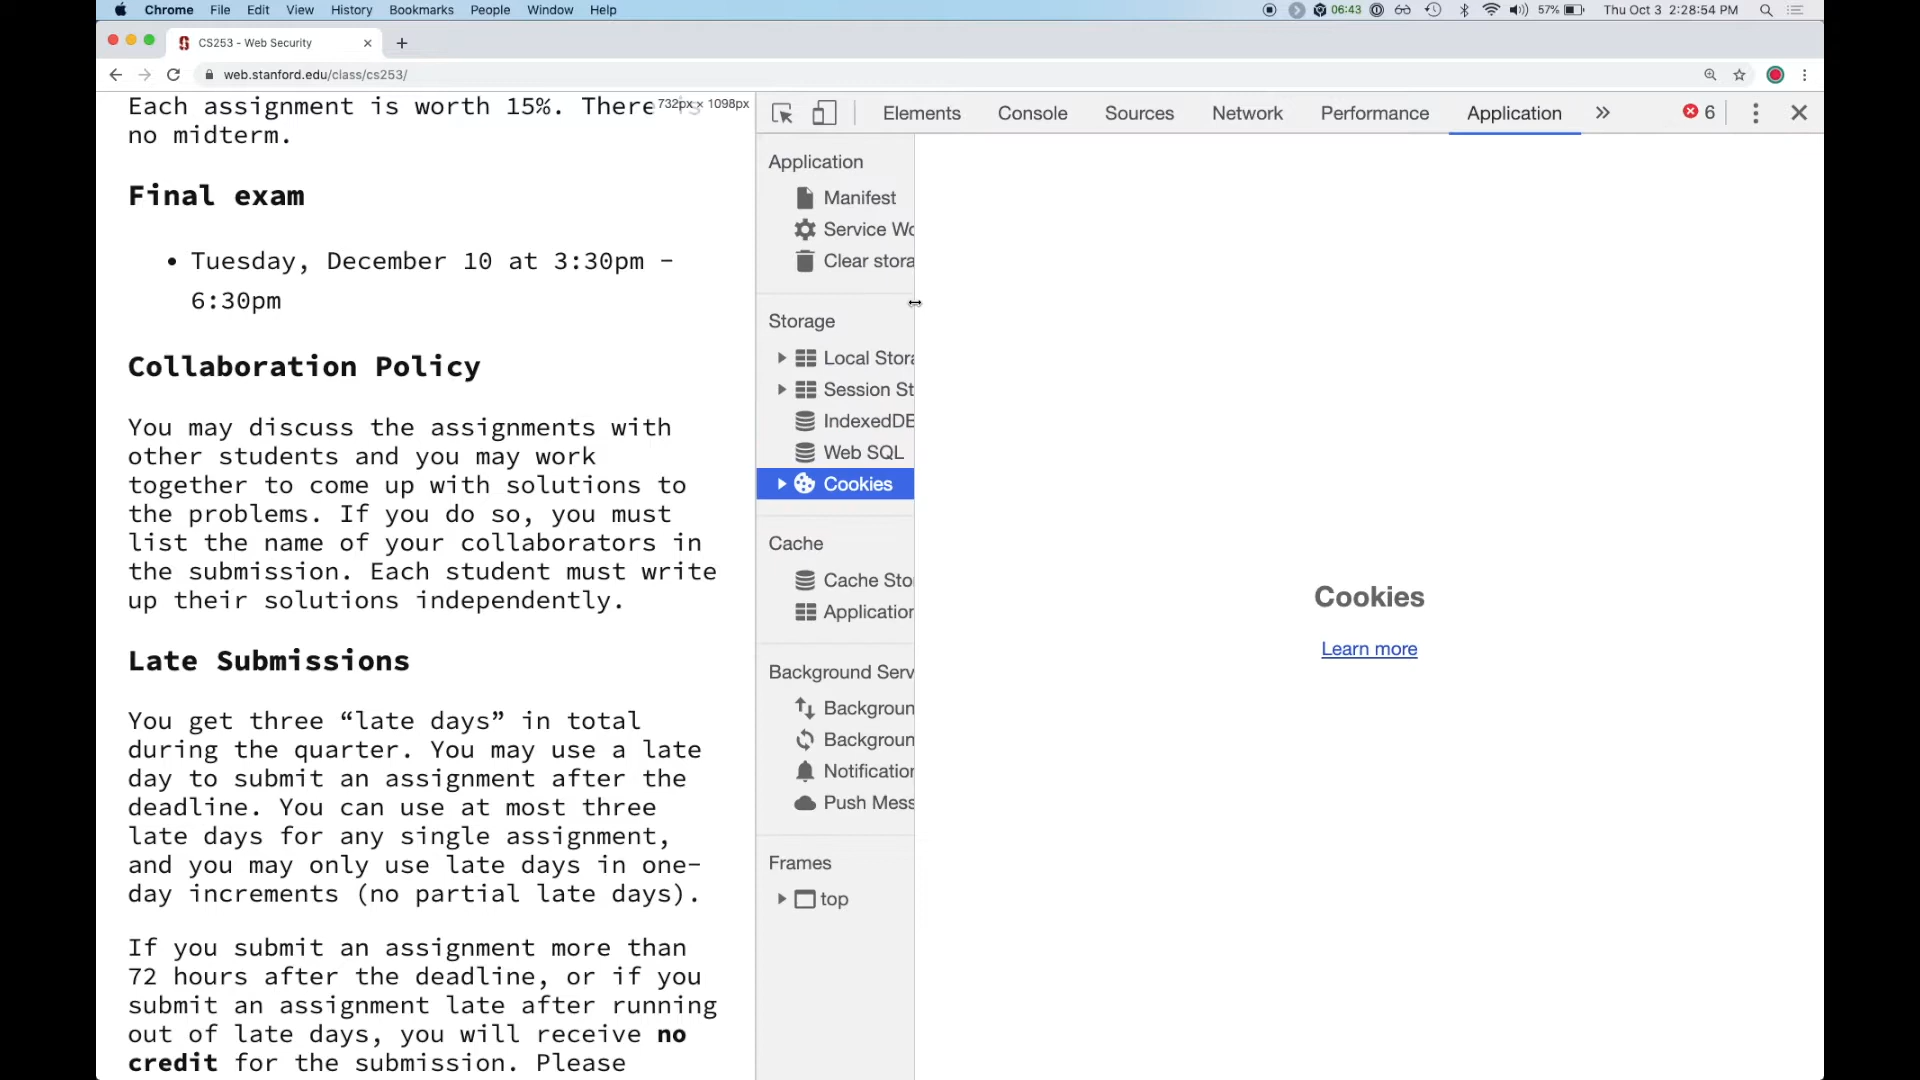 Chrome File Edit View History Bookmarks People Window Help 06:43 57% Thu Oct 3 2:28:54 PM
CS253 - Web Security
web.stanford.edu/class/cs253/
Each assignment is worth 15%. There is
732px × 1098px
no midterm.
Final exam
• Tuesday, December 10 at 3:30pm –
6:30pm
Collaboration Policy
You may discuss the assignments with
other students and you may work
together to come up with solutions to
the problems. If you do so, you must
list the name of your collaborators in
the submission. Each student must write
up their solutions independently.
Late Submissions
You get three “late days” in total
during the quarter. You may use a late
day to submit an assignment after the
deadline. You can use at most three
late days for any single assignment,
and you may only use late days in one-
day increments (no partial late days).
If you submit an assignment more than
72 hours after the deadline, or if you
submit an assignment late after running
out of late days, you will receive no
credit for the submission. Please
Elements Console Sources Network Performance Application » 6
Application
Manifest
Service Wo
Clear stora
Storage
Local Stora
Session St
IndexedDB
Web SQL
Cookies
Cache
Cache Sto
Application
Background Serv
Backgroun
Backgroun
Notification
Push Mess
Frames
top
Cookies
Learn more